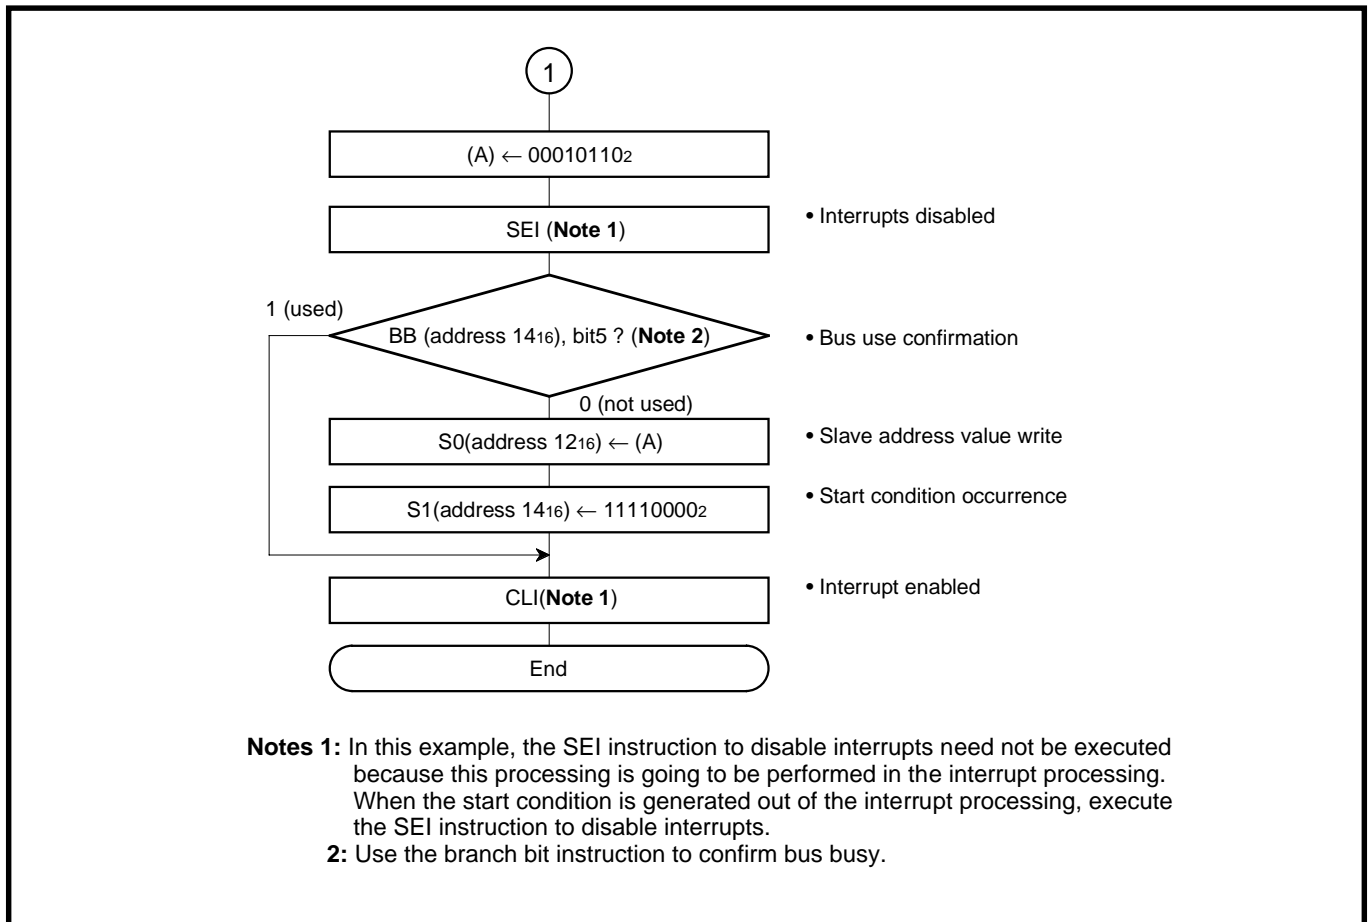 1
(A) ← 00010110₂
SEI (Note 1)
• Interrupts disabled
1 (used)
BB (address 14₁₆), bit5 ? (Note 2)
• Bus use confirmation
0 (not used)
S0(address 12₁₆) ← (A)
• Slave address value write
S1(address 14₁₆) ← 11110000₂
• Start condition occurrence
CLI(Note 1)
• Interrupt enabled
End
Notes 1: In this example, the SEI instruction to disable interrupts need not be executed
because this processing is going to be performed in the interrupt processing.
When the start condition is generated out of the interrupt processing, execute
the SEI instruction to disable interrupts.
2: Use the branch bit instruction to confirm bus busy.